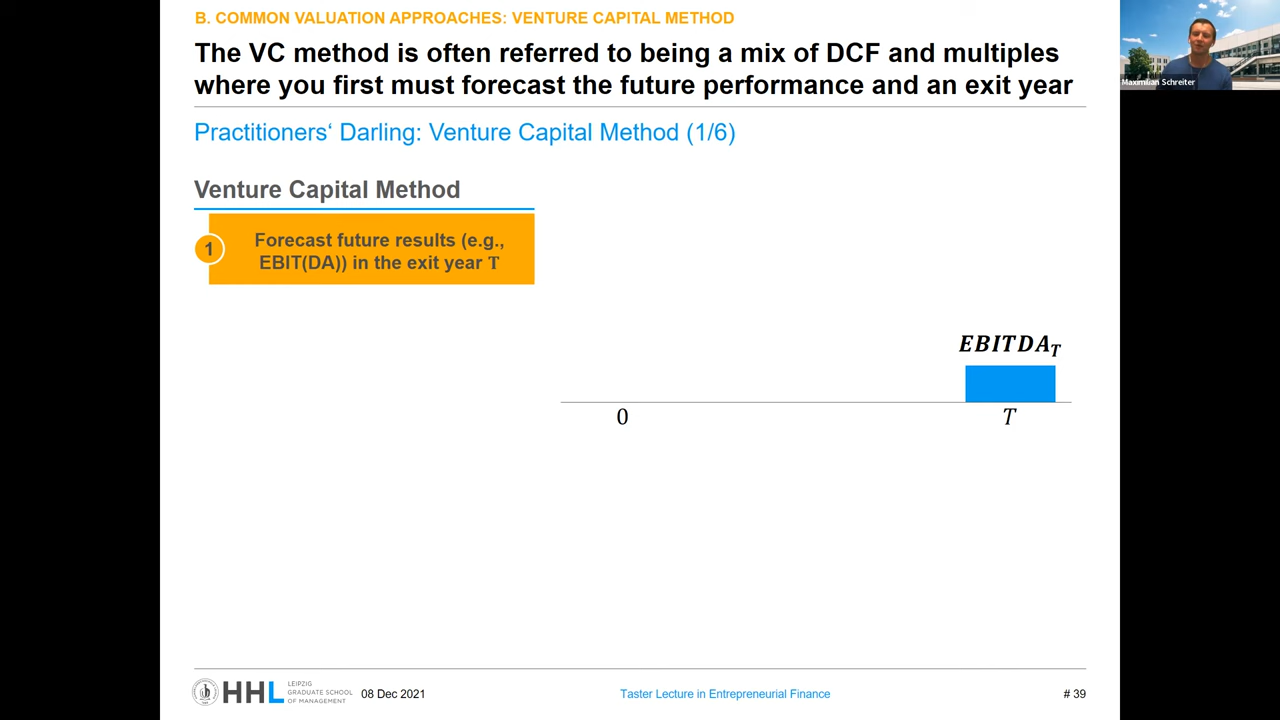 B. COMMON VALUATION APPROACHES: VENTURE CAPITAL METHOD
The VC method is often referred to being a mix of DCF and multiples
where you first must forecast the future performance and an exit year
Maximilian Schreiter
Practitioners‘ Darling: Venture Capital Method (1/6)
Venture Capital Method
1
Forecast future results (e.g.,
EBIT(DA)) in the exit year T
EBITDA_T
0
T
HHL
LEIPZIG
GRADUATE SCHOOL
OF MANAGEMENT
08 Dec 2021
Taster Lecture in Entrepreneurial Finance
# 39